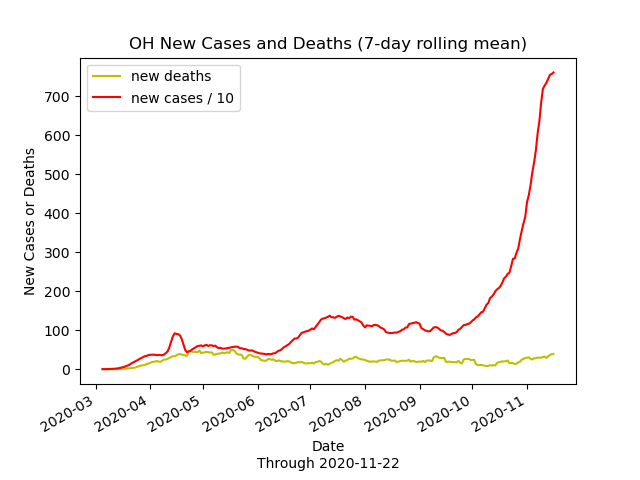 OH New Cases and Deaths (7-day rolling mean)
new deaths
new cases / 10
New Cases or Deaths
700
600
500
400
300
200
100
0
2020-03
2020-04
2020-05
2020-06
2020-07
2020-08
2020-09
2020-10
2020-11
Date
Through 2020-11-22